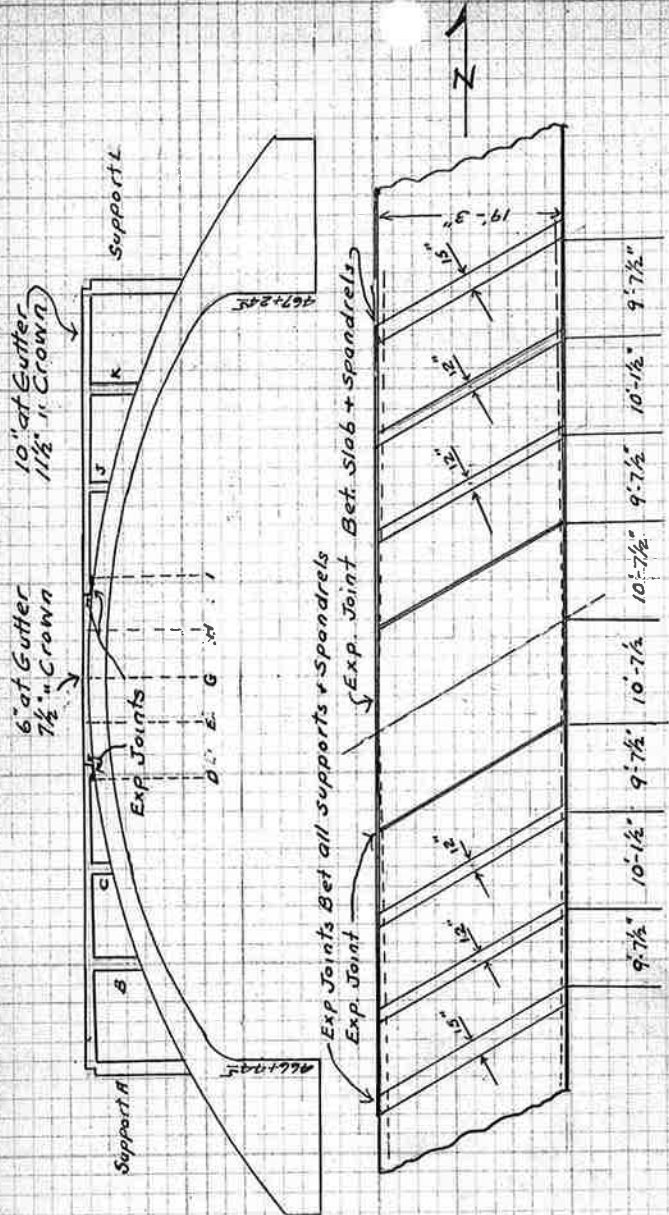 6" at Gutter
7½" " Crown
10" at Gutter
11½" " Crown
Support A
Support L
B
C
J
K
Exp. Joints
D
E
G
H
I
Exp Joints Bet all Supports + Spandrels
Exp. Joint
Exp. Joint Bet. Slab + Spandrels
15"
12"
12"
12"
12"
15"
19'-3"
N
9'-7½"
10'-1½"
9'-7½"
10'-7½
10'-7½"
9'-7½"
10'-1½"
9'-7½"